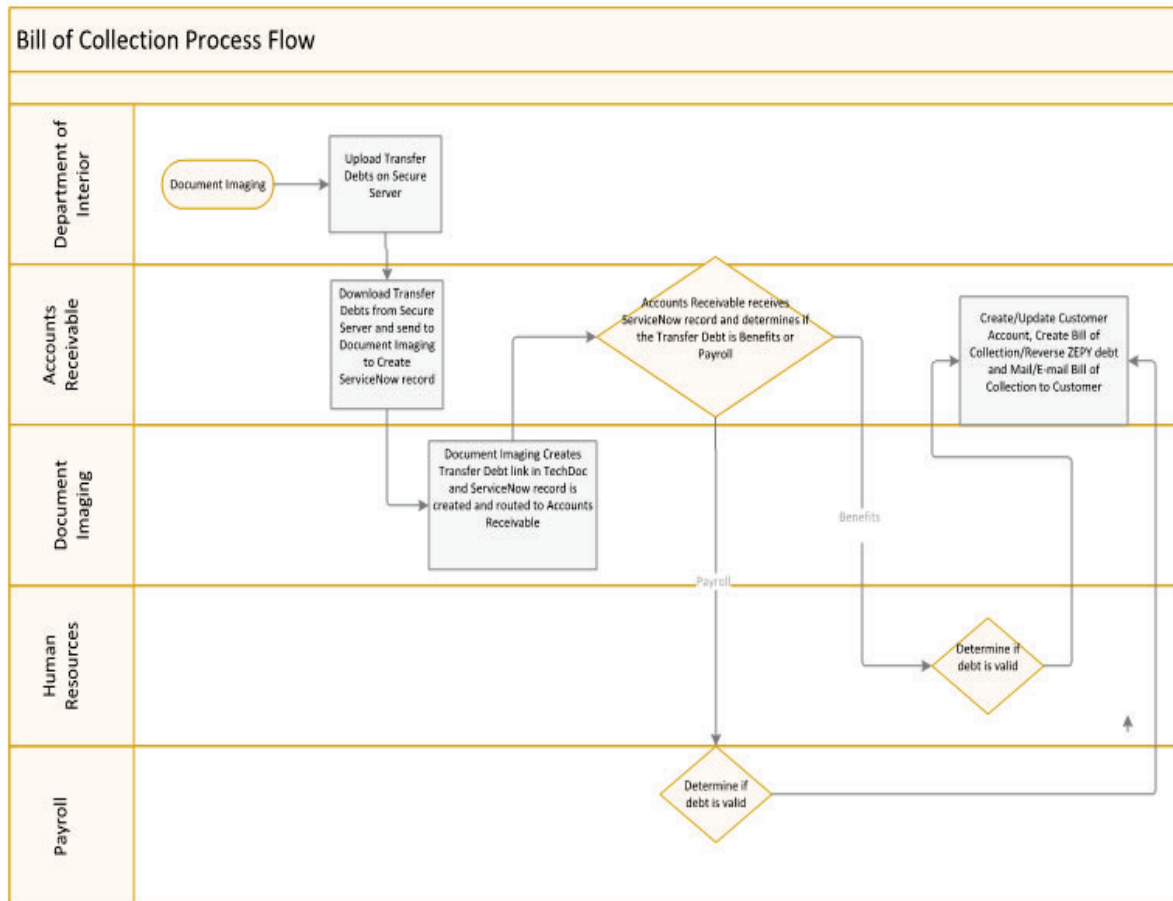 Bill of Collection Process Flow
Department of
Interior
Document Imaging
Upload Transfer
Debts on Secure
Server
Accounts
Receivable
Download Transfer
Debts from Secure
Server and send to
Document Imaging
to Create
ServiceNow record
Accounts Receivable receives
ServiceNow record and determines if
the Transfer Debt is Benefits or
Payroll
Create/Update Customer
Account, Create Bill of
Collection/Reverse ZEPY debt
and Mail/E-mail Bill of
Collection to Customer
Document
Imaging
Document Imaging Creates
Transfer Debt link in TechDoc
and ServiceNow record is
created and routed to Accounts
Receivable
Benefits
Payroll
Human
Resources
Determine if
debt is valid
Payroll
Determine if
debt is valid